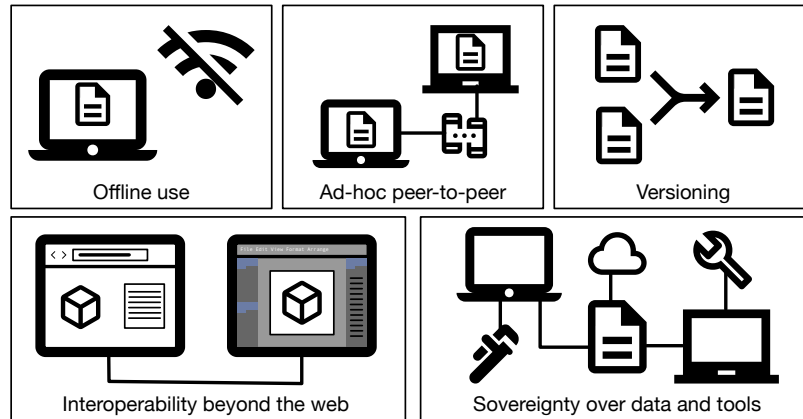 Offline use
Ad-hoc peer-to-peer
Versioning
File Edit View Format Arrange
Interoperability beyond the web
Sovereignty over data and tools